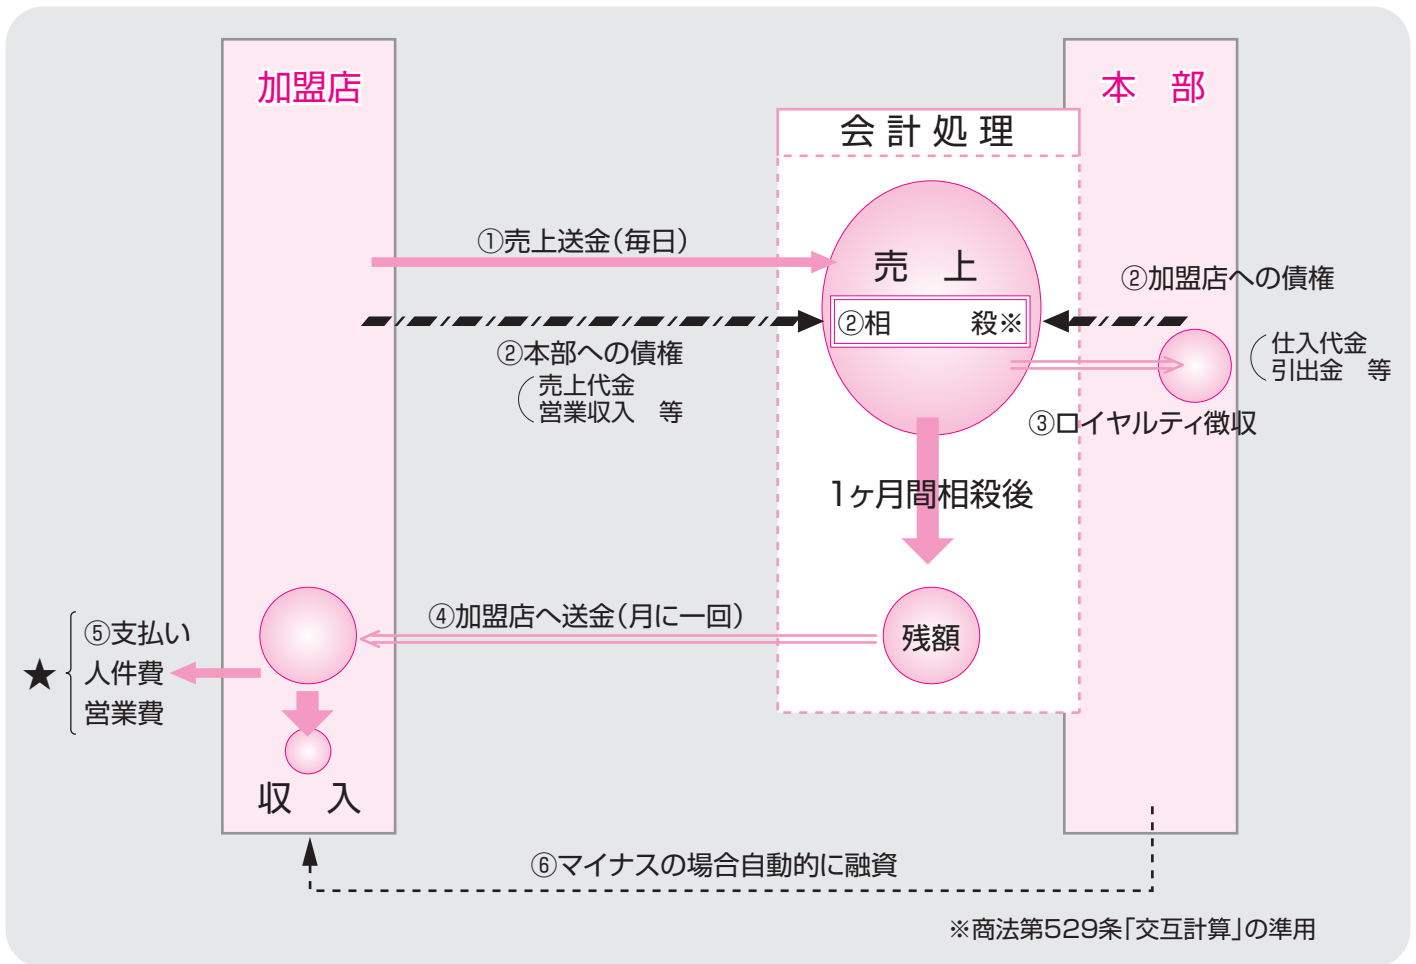 加盟店
本　部
会計処理
①売上送金（毎日）
売　上
②加盟店への債権
②相　　殺※
②本部への債権
売上代金
営業収入　等
仕入代金
引出金　等
③ロイヤルティ徴収
1ヶ月間相殺後
④加盟店へ送金（月に一回）
残額
⑤支払い
★
人件費
営業費
収　入
⑥マイナスの場合自動的に融資
※商法第529条「交互計算」の準用